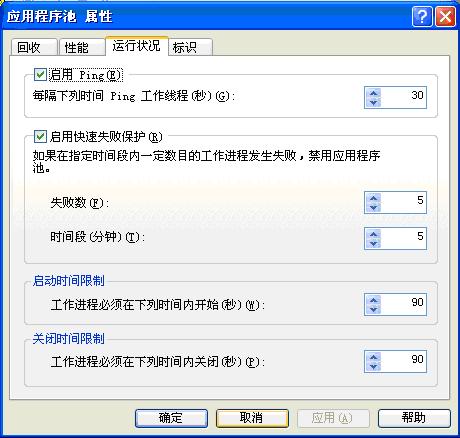 应用程序池 属性
回收 性能 运行状况 标识
启用 Ping(E)
每隔下列时间 Ping 工作线程(秒)(G): 30
启用快速失败保护(R)
如果在指定时间段内一定数目的工作进程发生失败，禁用应用程序
池。
失败数(F): 5
时间段(分钟)(T): 5
启动时间限制
工作进程必须在下列时间内开始(秒)(W): 90
关闭时间限制
工作进程必须在下列时间内关闭(秒)(P): 90
确定 取消 应用(A) 帮助